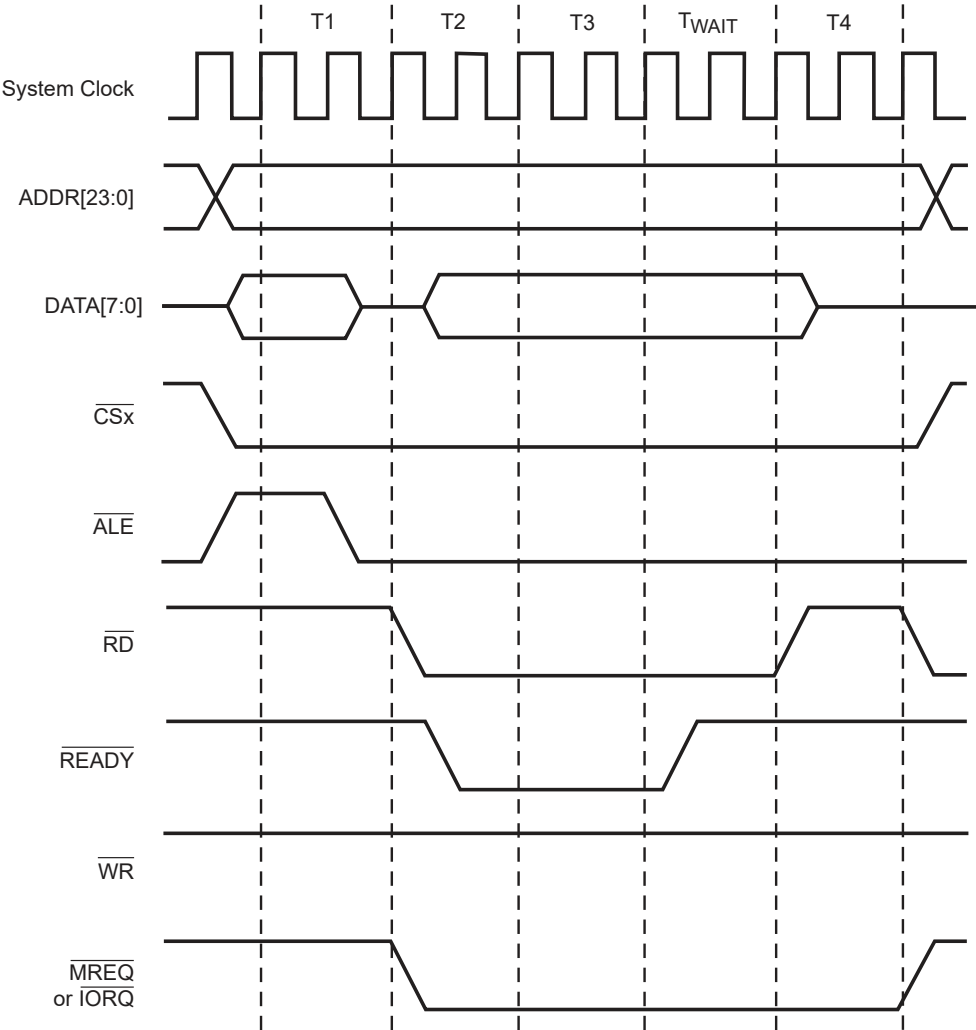 T1 T2 T3 TWAIT T4
System Clock
ADDR[23:0]
DATA[7:0]
CSx
ALE
RD
READY
WR
MREQ
or IORQ